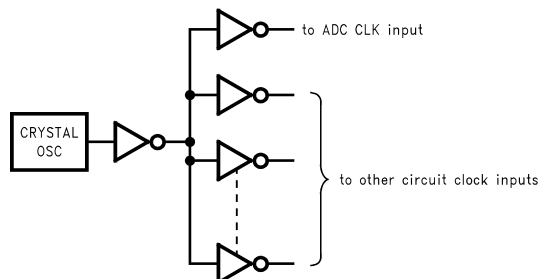 to ADC CLK input
CRYSTAL
OSC
to other circuit clock inputs